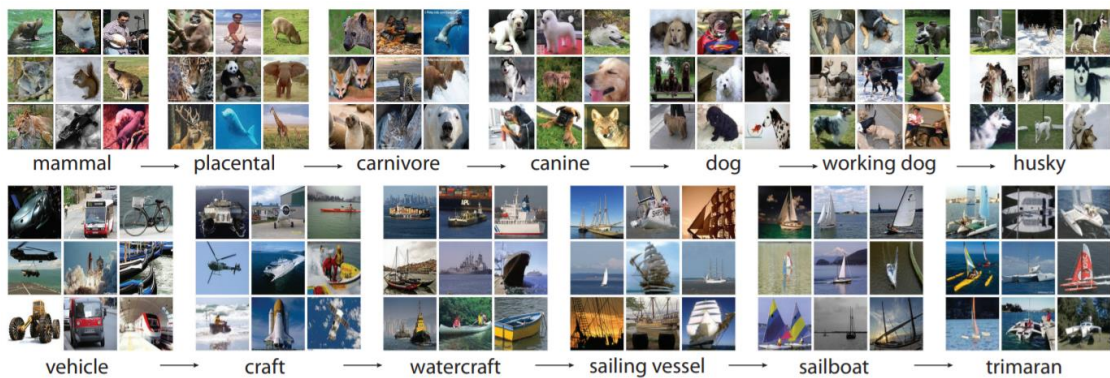 mammal → placental → carnivore → canine → dog → working dog → husky
vehicle → craft → watercraft → sailing vessel → sailboat → trimaran